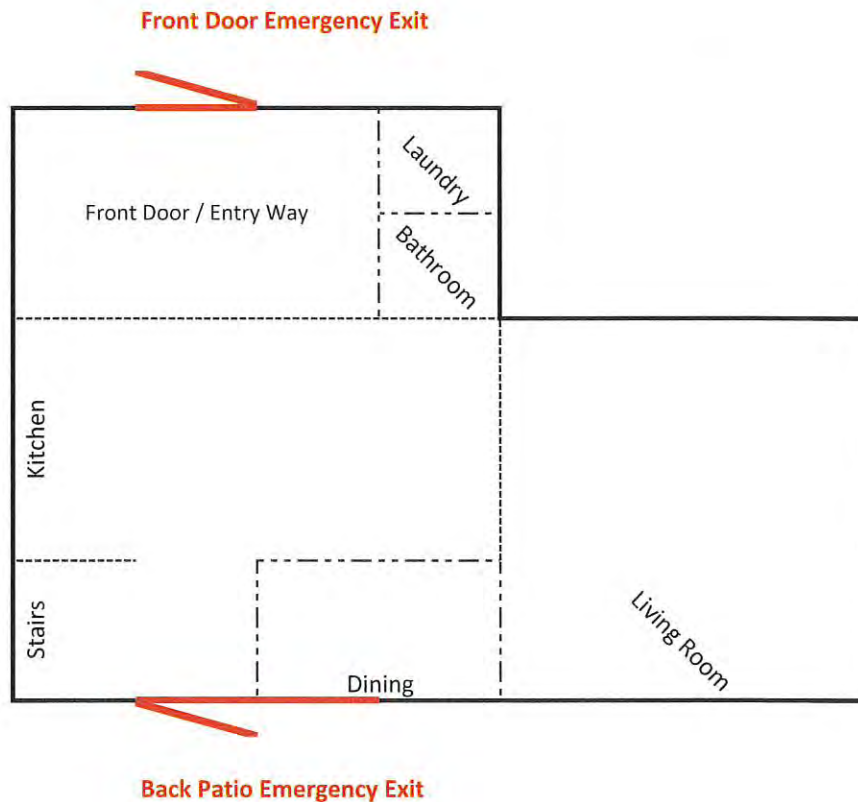 Front Door Emergency Exit
Laundry
Front Door / Entry Way
Bathroom
Kitchen
Stairs
Living Room
Dining
Back Patio Emergency Exit